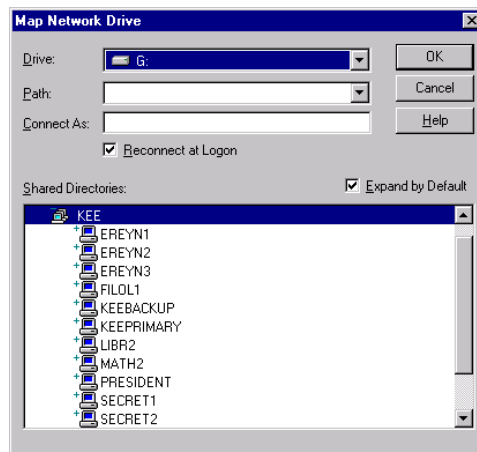 Map Network Drive
Drive: G: OK
Path: Cancel
Connect As: Help
Reconnect at Logon
Shared Directories: Expand by Default
KEE
EREYN1
EREYN2
EREYN3
FILOL1
KEEBACKUP
KEEPRIMARY
LIBR2
MATH2
PRESIDENT
SECRET1
SECRET2